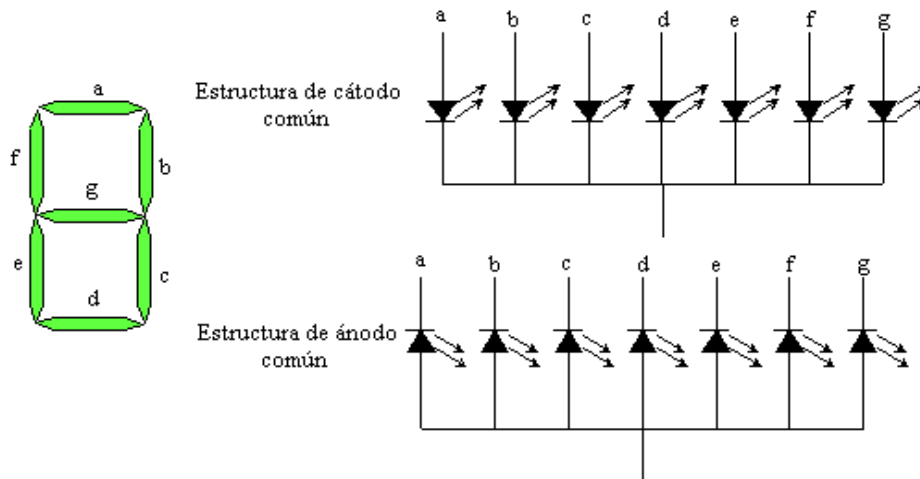 a
f
b
g
e
c
d
a b c d e f g
Estructura de cátodo
común
a b c d e f g
Estructura de ánodo
común